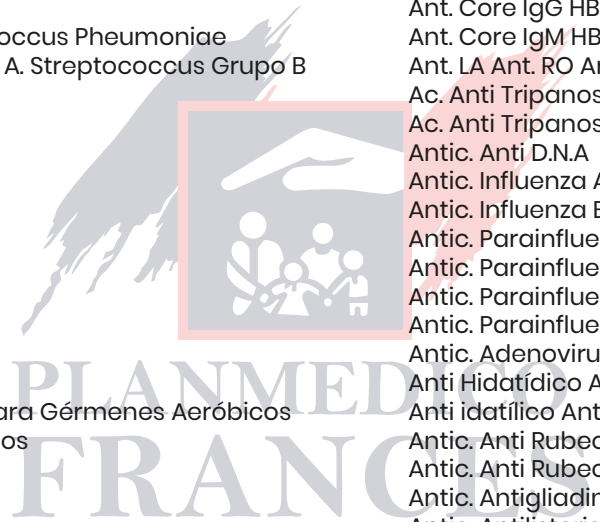 occus Pheumoniae
A. Streptococcus Grupo B
ara Gérmenes Aeróbicos
os
Ant. Core IgG HB
Ant. Core IgM HB
Ant. LA Ant. RO
Ac. Anti Tripanos
Ac. Anti Tripanos
Antic. Anti D.N.A
Antic. Influenza A
Antic. Influenza
Antic. Parainflue
Antic. Parainflue
Antic. Parainflue
Antic. Parainflue
Antic. Adenoviru
Anti Hidatídico A
Anti idatílico Ant
Antic. Anti Rubeo
Antic. Anti Rubeo
Antic. Antigliadin
PLANMEDICO
FRANCES